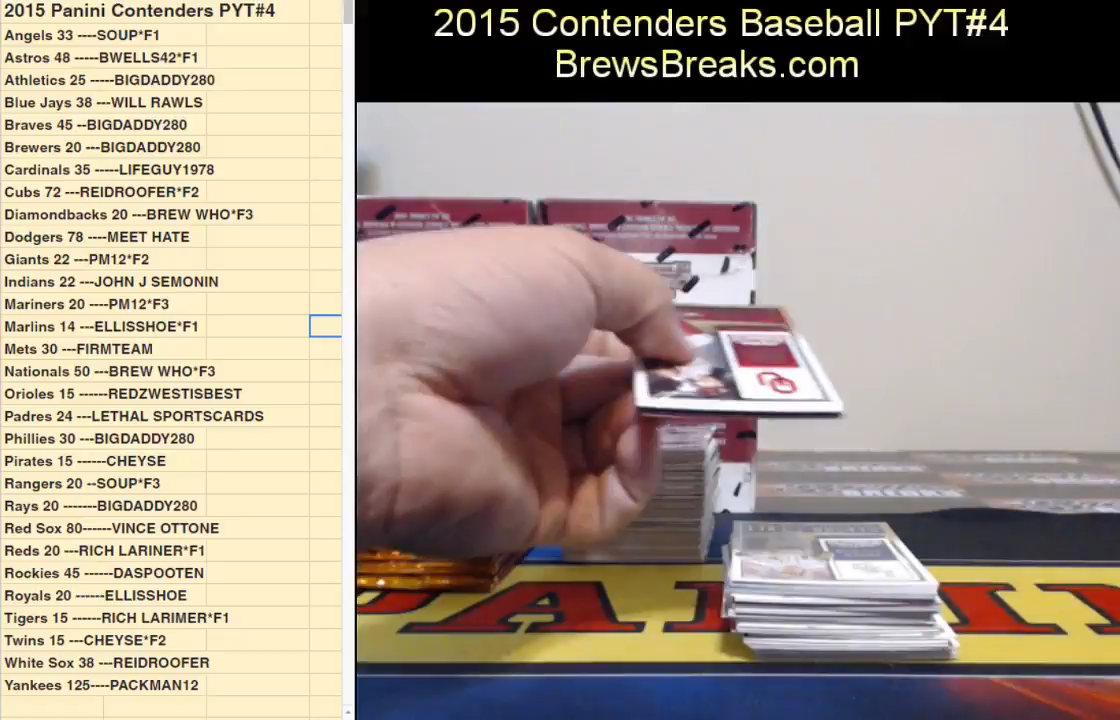 2015 Panini Contenders PYT#4
Angels 33 ----SOUP*F1
Astros 48 -----BWELLS42*F1
Athletics 25 -----BIGDADDY280
Blue Jays 38 ---WILL RAWLS
Braves 45 --BIGDADDY280
Brewers 20 --BIGDADDY280
Cardinals 35 -----LIFEGUY1978
Cubs 72 ---REIDROOFER*F2
Diamondbacks 20 ---BREW WHO*F3
Dodgers 78 ----MEET HATE
Giants 22 ---PM12*F2
Indians 22 ---JOHN J SEMONIN
Mariners 20 ----PM12*F3
Marlins 14 ---ELLISSHOE*F1
Mets 30 ---FIRMTEAM
Nationals 50 ---BREW WHO*F3
Orioles 15 ------REDZWESTISBEST
Padres 24 ---LETHAL SPORTSCARDS
Phillies 30 ---BIGDADDY280
Pirates 15 ------CHEYSE
Rangers 20 --SOUP*F3
Rays 20 -------BIGDADDY280
Red Sox 80------VINCE OTTONE
Reds 20 ---RICH LARINER*F1
Rockies 45 ------DASPOOTEN
Royals 20 ------ELLISSHOE
Tigers 15 ------RICH LARIMER*F1
Twins 15 ---CHEYSE*F2
White Sox 38 ---REIDROOFER
Yankees 125----PACKMAN12
2015 Contenders Baseball PYT#4
BrewsBreaks.com
PANINI